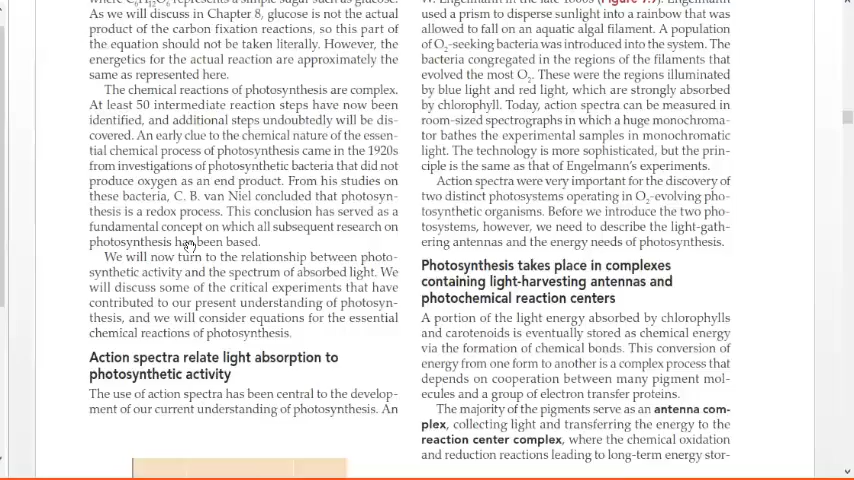 where C₆H₁₂O₆ represents a simple sugar such as glucose.
As we will discuss in Chapter 8, glucose is not the actual
product of the carbon fixation reactions, so this part of
the equation should not be taken literally. However, the
energetics for the actual reaction are approximately the
same as represented here.
The chemical reactions of photosynthesis are complex.
At least 50 intermediate reaction steps have now been
identified, and additional steps undoubtedly will be dis-
covered. An early clue to the chemical nature of the essen-
tial chemical process of photosynthesis came in the 1920s
from investigations of photosynthetic bacteria that did not
produce oxygen as an end product. From his studies on
these bacteria, C. B. van Niel concluded that photosyn-
thesis is a redox process. This conclusion has served as a
fundamental concept on which all subsequent research on
photosynthesis has been based.
We will now turn to the relationship between photo-
synthetic activity and the spectrum of absorbed light. We
will discuss some of the critical experiments that have
contributed to our present understanding of photosyn-
thesis, and we will consider equations for the essential
chemical reactions of photosynthesis.
Action spectra relate light absorption to
photosynthetic activity
The use of action spectra has been central to the develop-
ment of our current understanding of photosynthesis. An
W. Engelmann in the late 1800s (Figure 7.9). Engelmann
used a prism to disperse sunlight into a rainbow that was
allowed to fall on an aquatic algal filament. A population
of O₂-seeking bacteria was introduced into the system. The
bacteria congregated in the regions of the filaments that
evolved the most O₂. These were the regions illuminated
by blue light and red light, which are strongly absorbed
by chlorophyll. Today, action spectra can be measured in
room-sized spectrographs in which a huge monochroma-
tor bathes the experimental samples in monochromatic
light. The technology is more sophisticated, but the prin-
ciple is the same as that of Engelmann's experiments.
Action spectra were very important for the discovery of
two distinct photosystems operating in O₂-evolving pho-
tosynthetic organisms. Before we introduce the two pho-
tosystems, however, we need to describe the light-gath-
ering antennas and the energy needs of photosynthesis.
Photosynthesis takes place in complexes
containing light-harvesting antennas and
photochemical reaction centers
A portion of the light energy absorbed by chlorophylls
and carotenoids is eventually stored as chemical energy
via the formation of chemical bonds. This conversion of
energy from one form to another is a complex process that
depends on cooperation between many pigment mol-
ecules and a group of electron transfer proteins.
The majority of the pigments serve as an antenna com-
plex, collecting light and transferring the energy to the
reaction center complex, where the chemical oxidation
and reduction reactions leading to long-term energy stor-